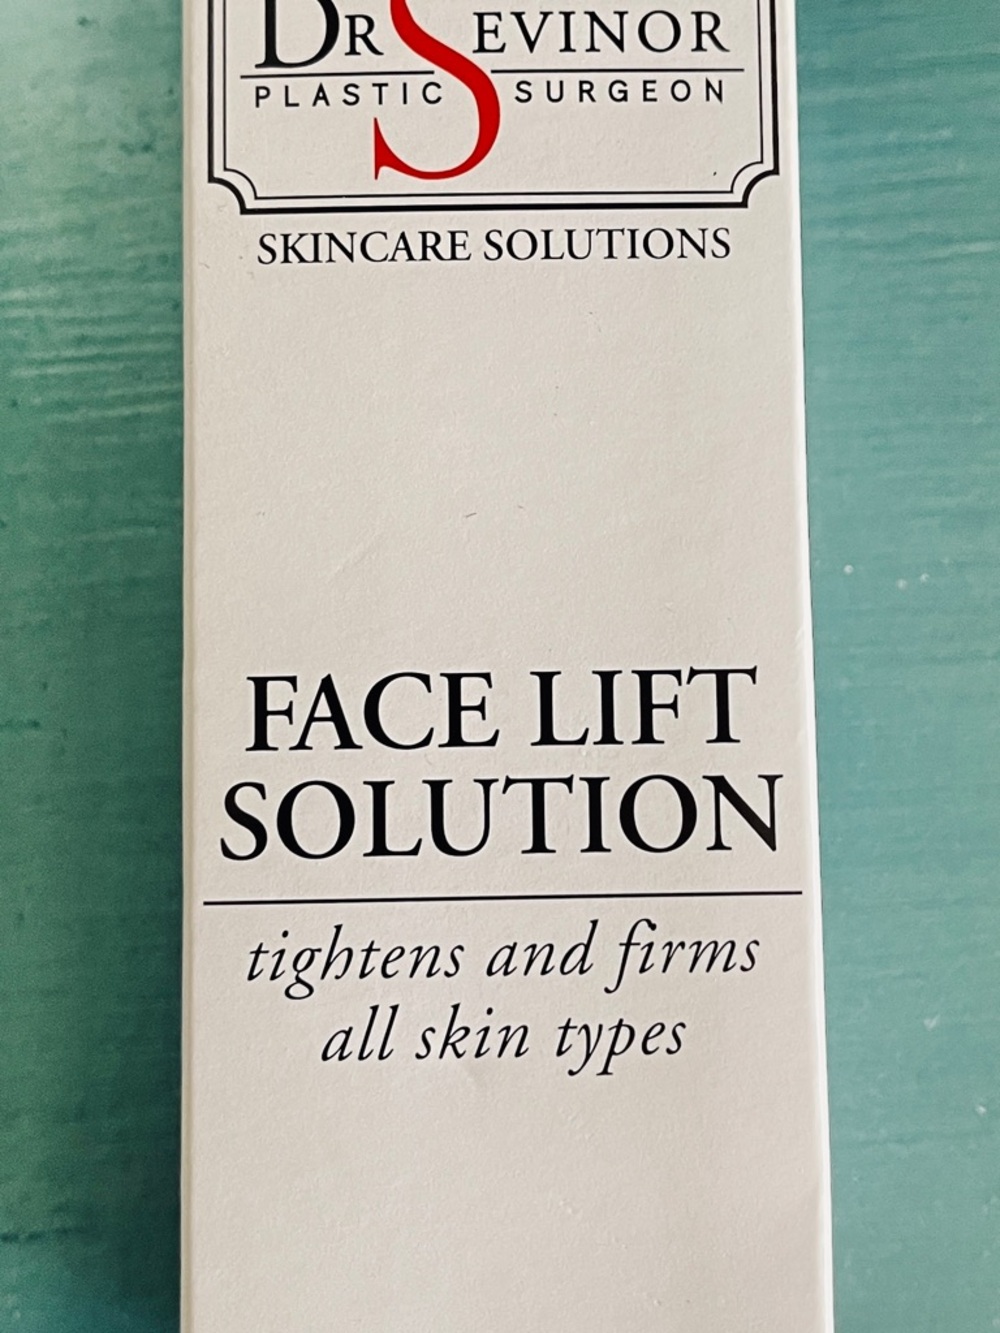 DR SEVINOR
PLASTIC SURGEON
SKINCARE SOLUTIONS
FACE LIFT
SOLUTION
tightens and firms
all skin types